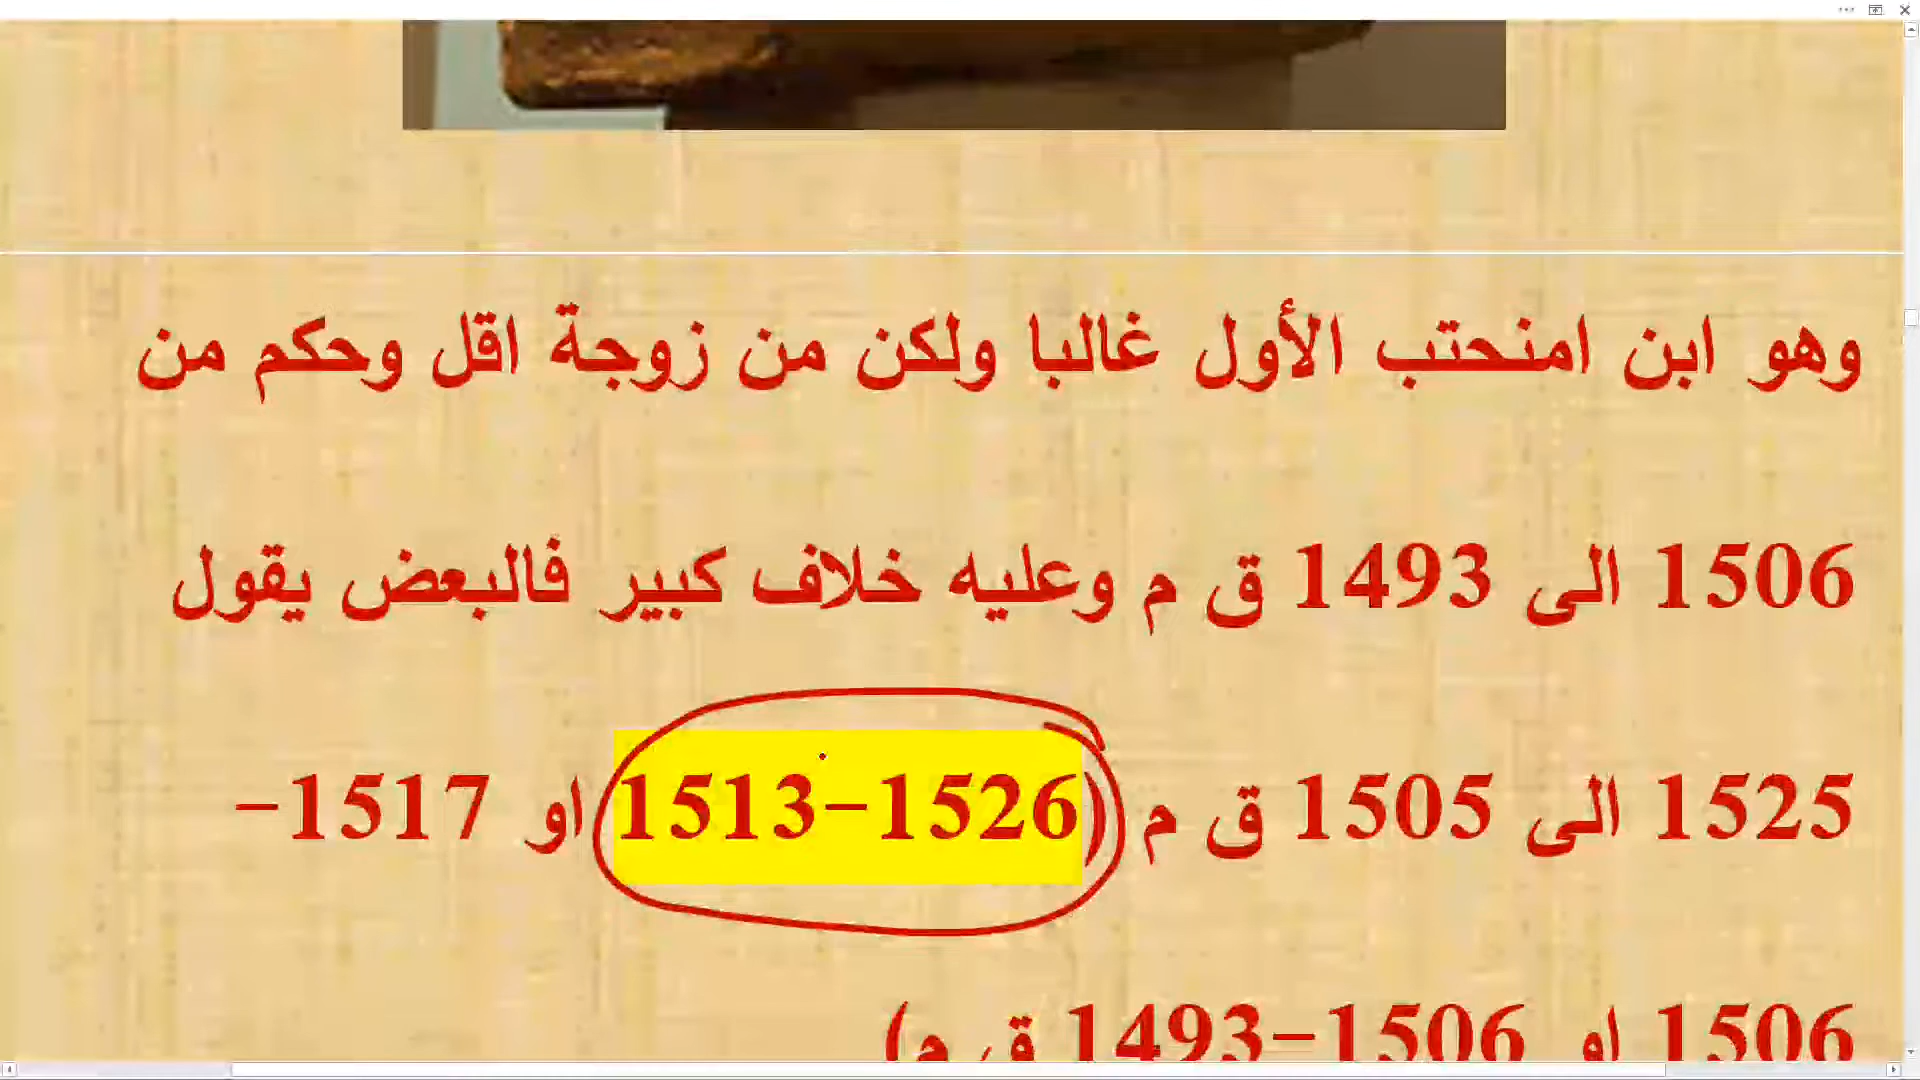 وهو ابن امنحتب الأول غالبا ولكن من زوجة اقل وحكم من
1506 الى 1493 ق م وعليه خلاف كبير فالبعض يقول
1525 الى 1505 ق م (1526-1513 او 1517-
1506 او 1506-1493 ق م)